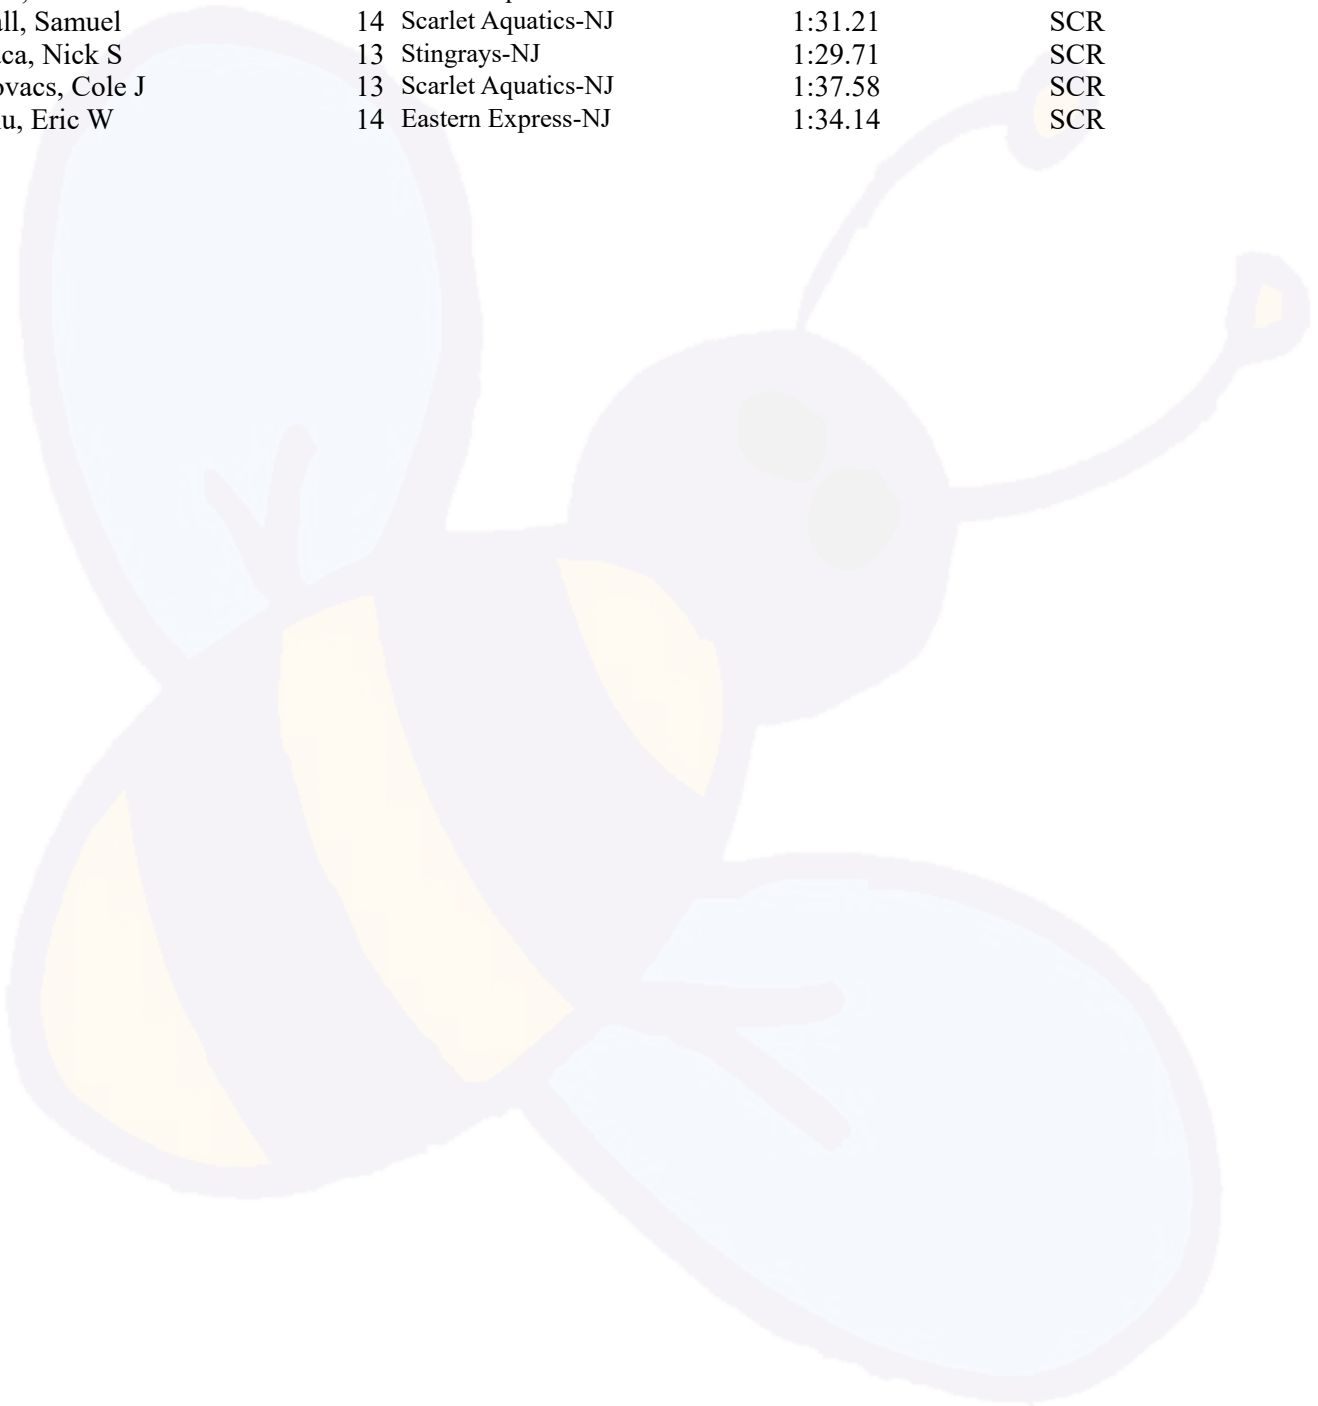 all, Samuel 14 Scarlet Aquatics-NJ 1:31.21 SCR
ca, Nick S 13 Stingrays-NJ 1:29.71 SCR
ovacs, Cole J 13 Scarlet Aquatics-NJ 1:37.58 SCR
u, Eric W 14 Eastern Express-NJ 1:34.14 SCR